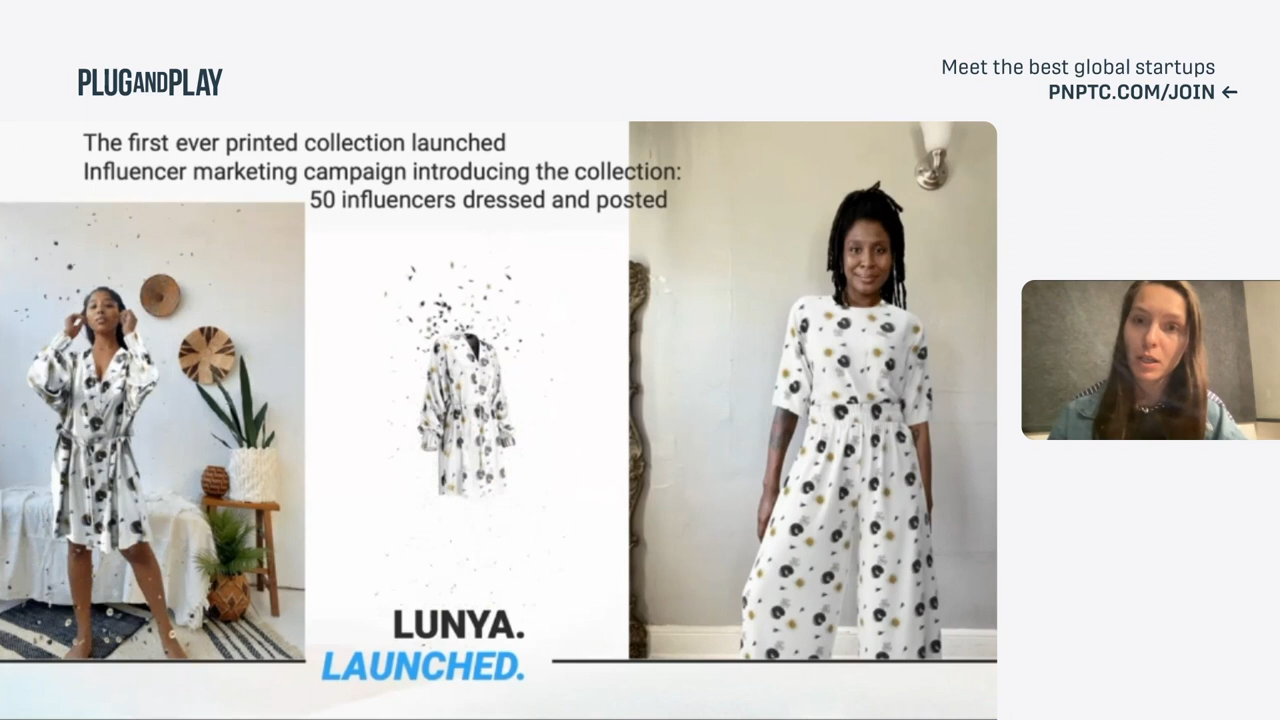 PLUGANDPLAY
Meet the best global startups
PNPTC.COM/JOIN ←
The first ever printed collection launched
Influencer marketing campaign introducing the collection:
50 influencers dressed and posted
LUNYA.
LAUNCHED.